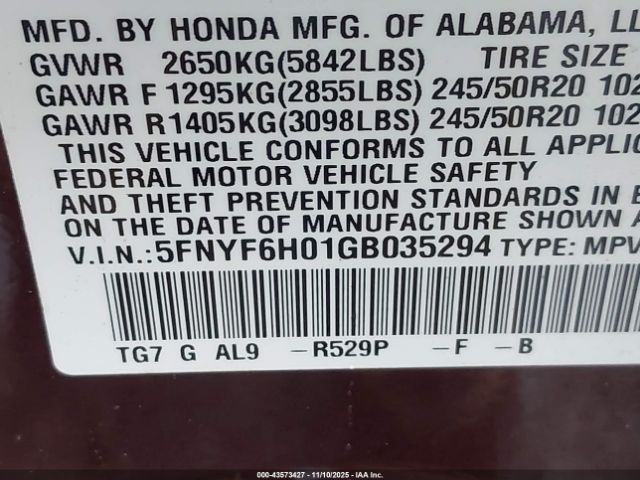 MFD. BY HONDA MFG. OF ALABAMA, LL
GVWR 2650KG(5842LBS) TIRE SIZE
GAWR F 1295KG(2855LBS) 245/50R20 102
GAWR R1405KG(3098LBS) 245/50R20 102
THIS VEHICLE CONFORMS TO ALL APPLIC
FEDERAL MOTOR VEHICLE SAFETY
AND THEFT PREVENTION STANDARDS IN E
ON THE DATE OF MANUFACTURE SHOWN A
V.I.N.:5FNYF6H01GB035294 TYPE: MPV
TG7 G AL9 -R529P -F -B
000-43573427 - 11/10/2025 - IAA Inc.